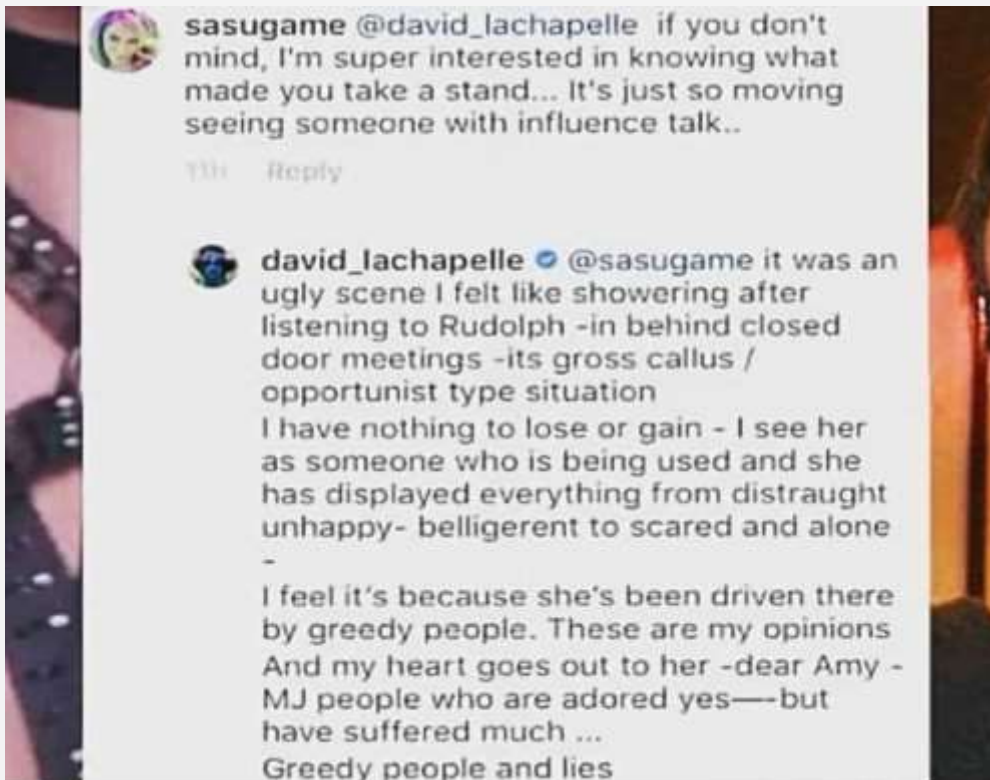 sasugame @david_lachapelle if you don't
mind, I'm super interested in knowing what
made you take a stand... It's just so moving
seeing someone with influence talk..
11h Reply
david_lachapelle @sasugame it was an
ugly scene I felt like showering after
listening to Rudolph -in behind closed
door meetings -its gross callus /
opportunist type situation
I have nothing to lose or gain - I see her
as someone who is being used and she
has displayed everything from distraught
unhappy- belligerent to scared and alone
-
I feel it's because she's been driven there
by greedy people. These are my opinions
And my heart goes out to her -dear Amy -
MJ people who are adored yes—-but
have suffered much ...
Greedy people and lies